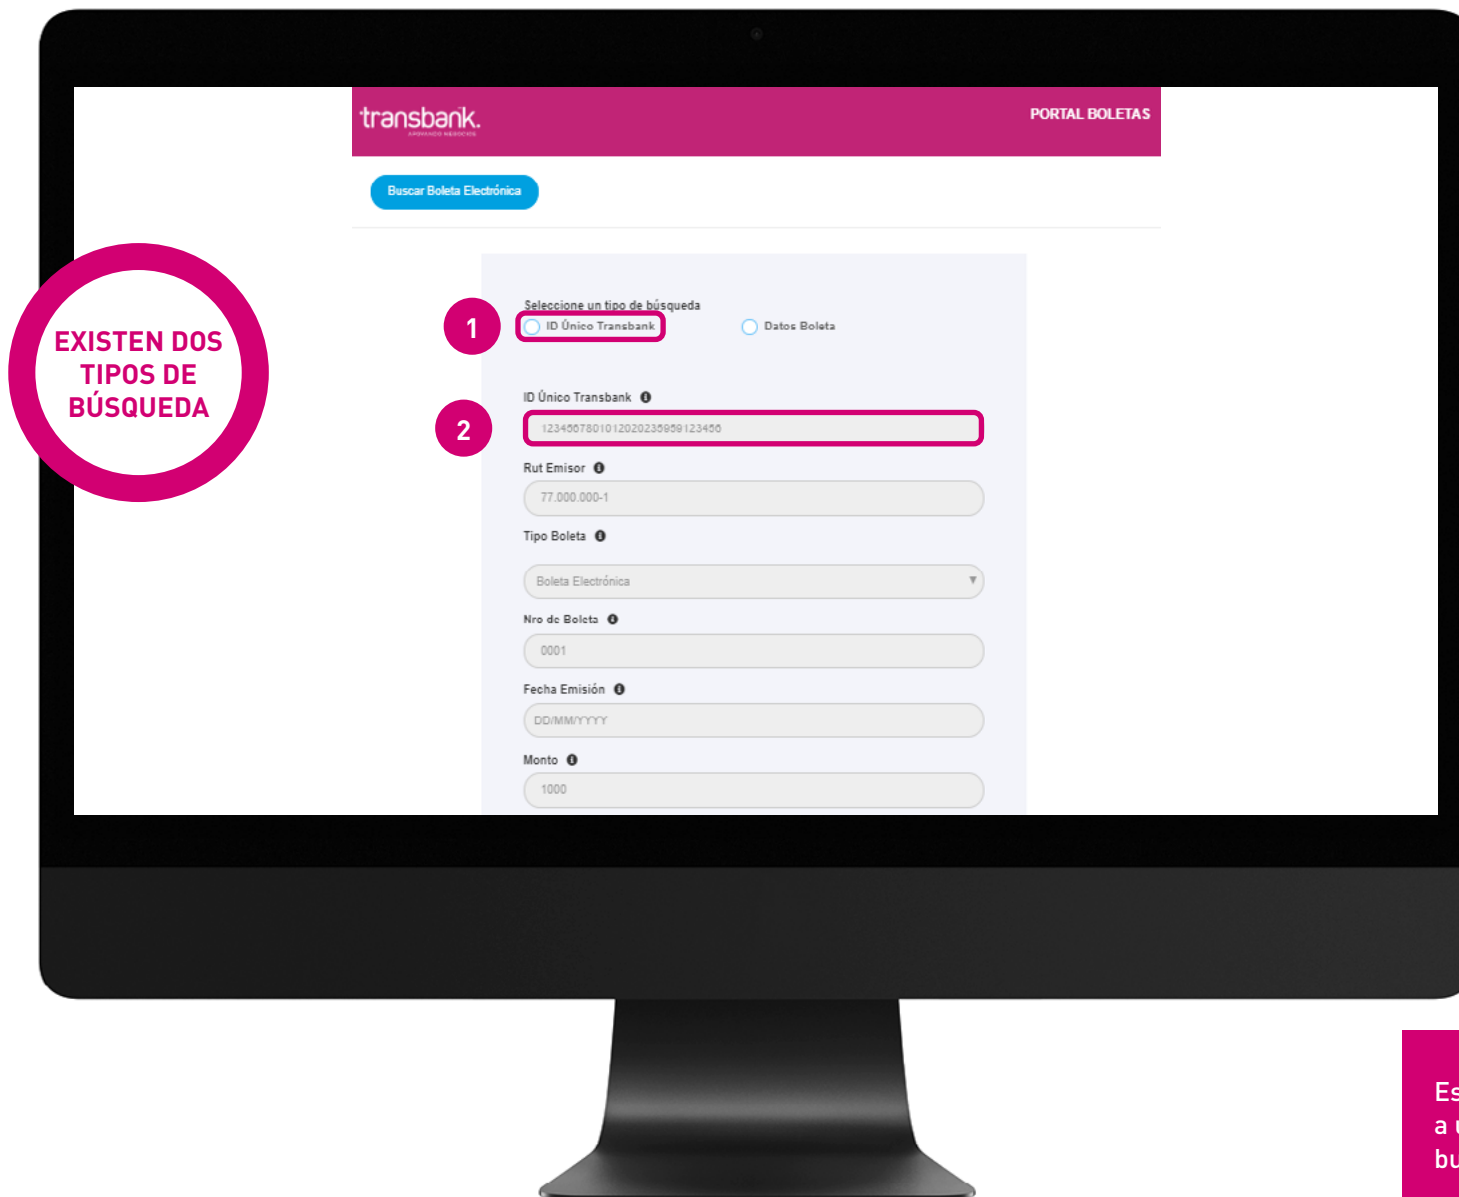 transbank.
APOYANDO NEGOCIOS
PORTAL BOLETAS
Buscar Boleta Electrónica
EXISTEN DOS
TIPOS DE
BÚSQUEDA
Seleccione un tipo de búsqueda
1
ID Único Transbank
Datos Boleta
ID Único Transbank
2
Rut Emisor
77.000.000-1
Tipo Boleta
Boleta Electrónica
Nro de Boleta
0001
Fecha Emisión
DD/MM/YYYY
Monto
1000